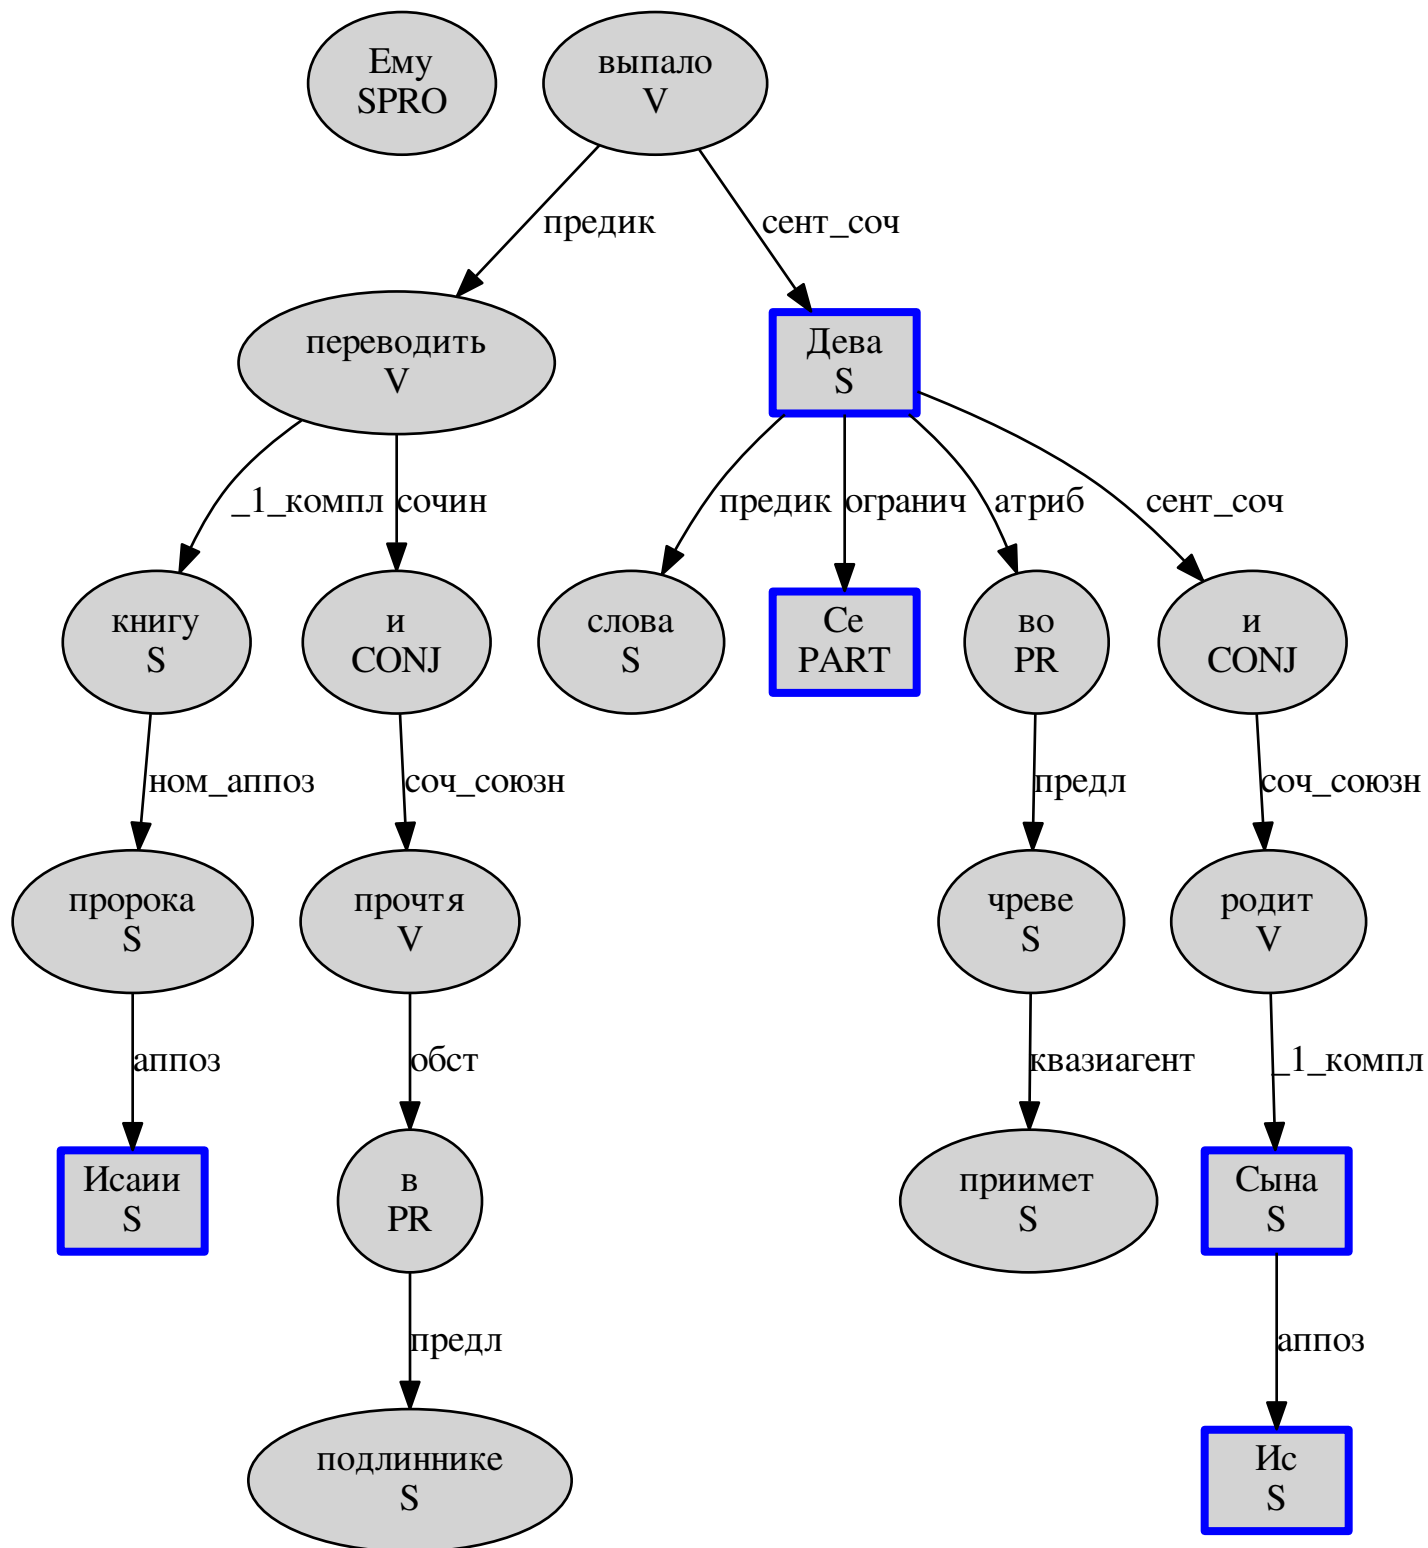 Ему
SPRO
выпало
V
предик
сент_соч
переводить
V
Дева
S
_1_компл
сочин
предик
огранич
атриб
сент_соч
книгу
S
и
CONJ
слова
S
Се
PART
во
PR
и
CONJ
ном_аппоз
соч_союзн
предл
соч_союзн
пророка
S
прочтя
V
чреве
S
родит
V
аппоз
обст
квазиагент
_1_компл
Исаии
S
в
PR
приимет
S
Сына
S
предл
аппоз
подлиннике
S
Ис
S